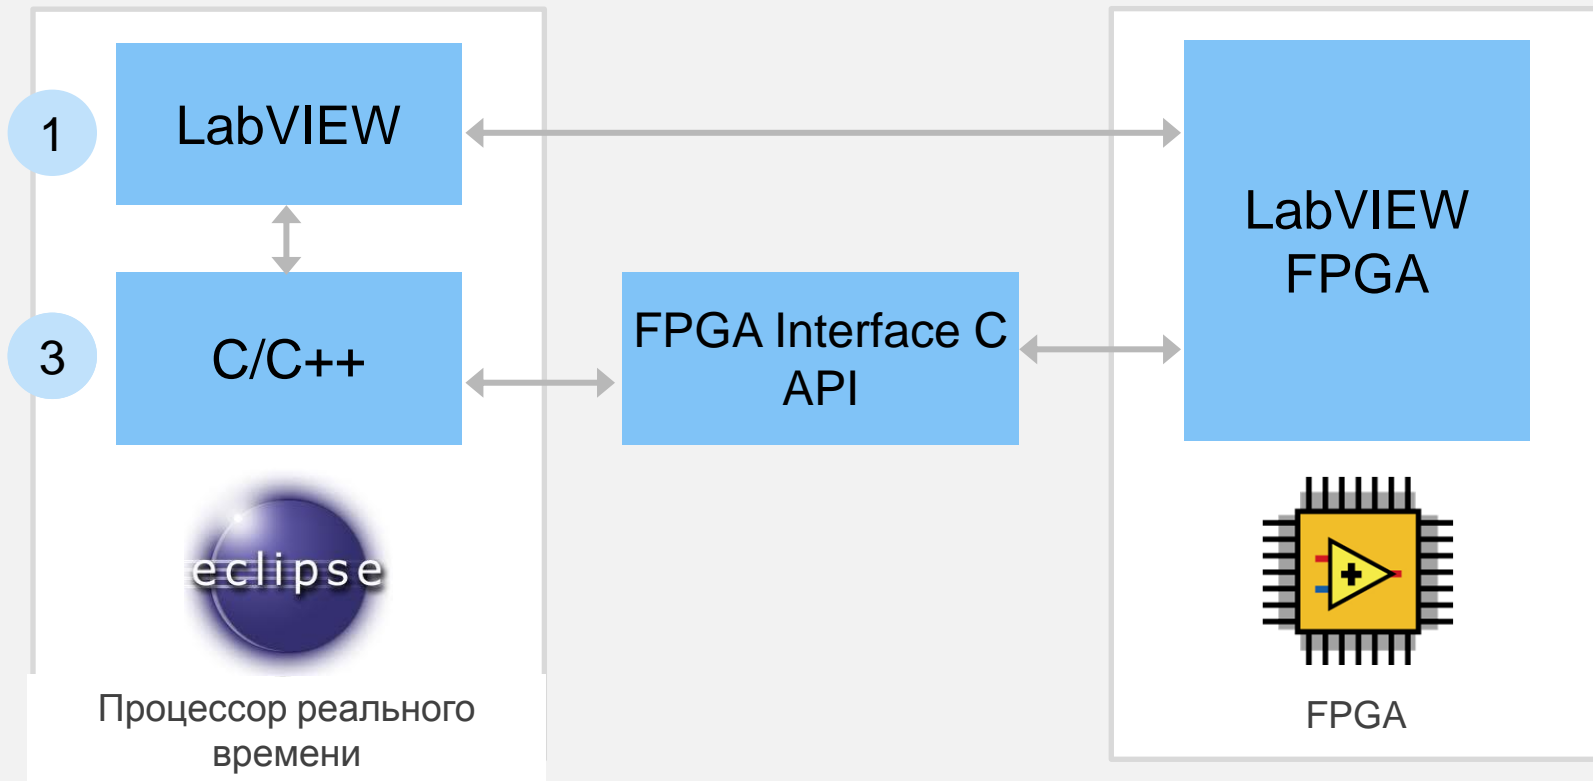 1
LabVIEW
LabVIEW
FPGA
3
C/C++
FPGA Interface C
API
eclipse
Процессор реального
времени
FPGA